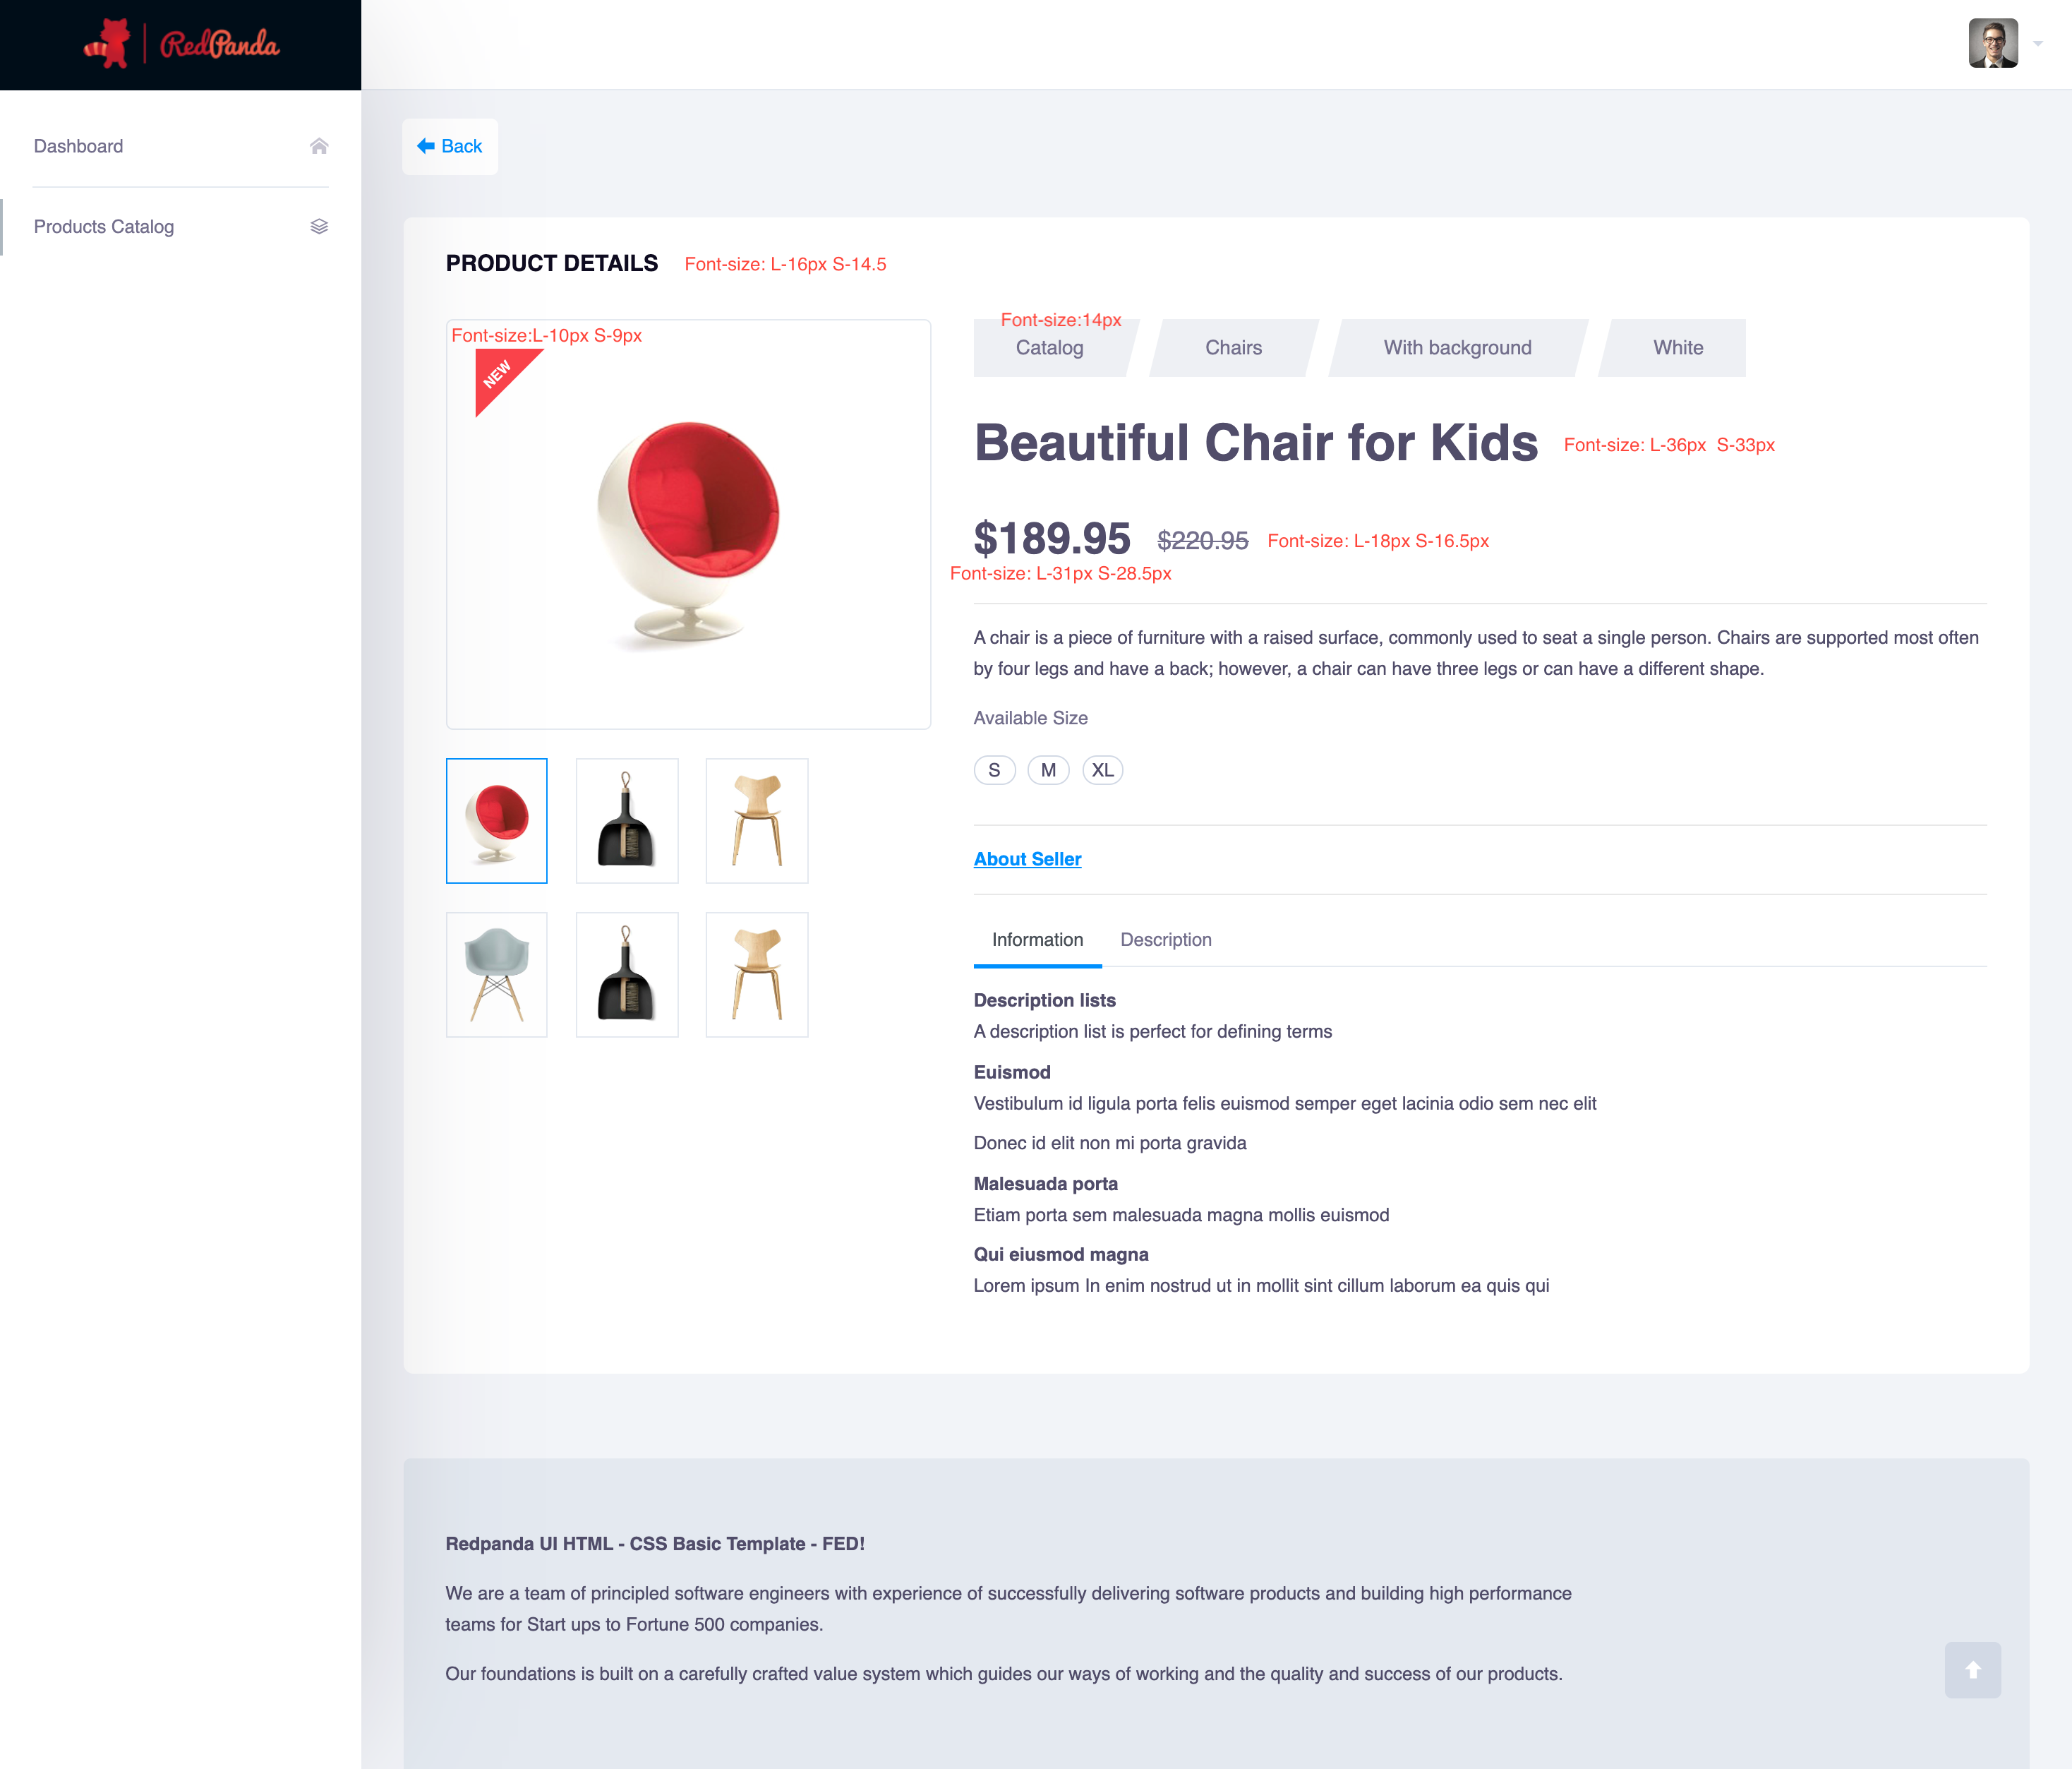 RedPanda
Dashboard
Products Catalog
Back
PRODUCT DETAILS
Font-size: L-16px S-14.5
Font-size:L-10px S-9px
NEW
Font-size:14px
Catalog
Chairs
With background
White
Beautiful Chair for Kids
Font-size: L-36px S-33px
$189.95
$220.95
Font-size: L-18px S-16.5px
Font-size: L-31px S-28.5px
A chair is a piece of furniture with a raised surface, commonly used to seat a single person. Chairs are supported most often
by four legs and have a back; however, a chair can have three legs or can have a different shape.
Available Size
S
M
XL
About Seller
Information
Description
Description lists
A description list is perfect for defining terms
Euismod
Vestibulum id ligula porta felis euismod semper eget lacinia odio sem nec elit
Donec id elit non mi porta gravida
Malesuada porta
Etiam porta sem malesuada magna mollis euismod
Qui eiusmod magna
Lorem ipsum In enim nostrud ut in mollit sint cillum laborum ea quis qui
Redpanda UI HTML - CSS Basic Template - FED!
We are a team of principled software engineers with experience of successfully delivering software products and building high performance
teams for Start ups to Fortune 500 companies.
Our foundations is built on a carefully crafted value system which guides our ways of working and the quality and success of our products.